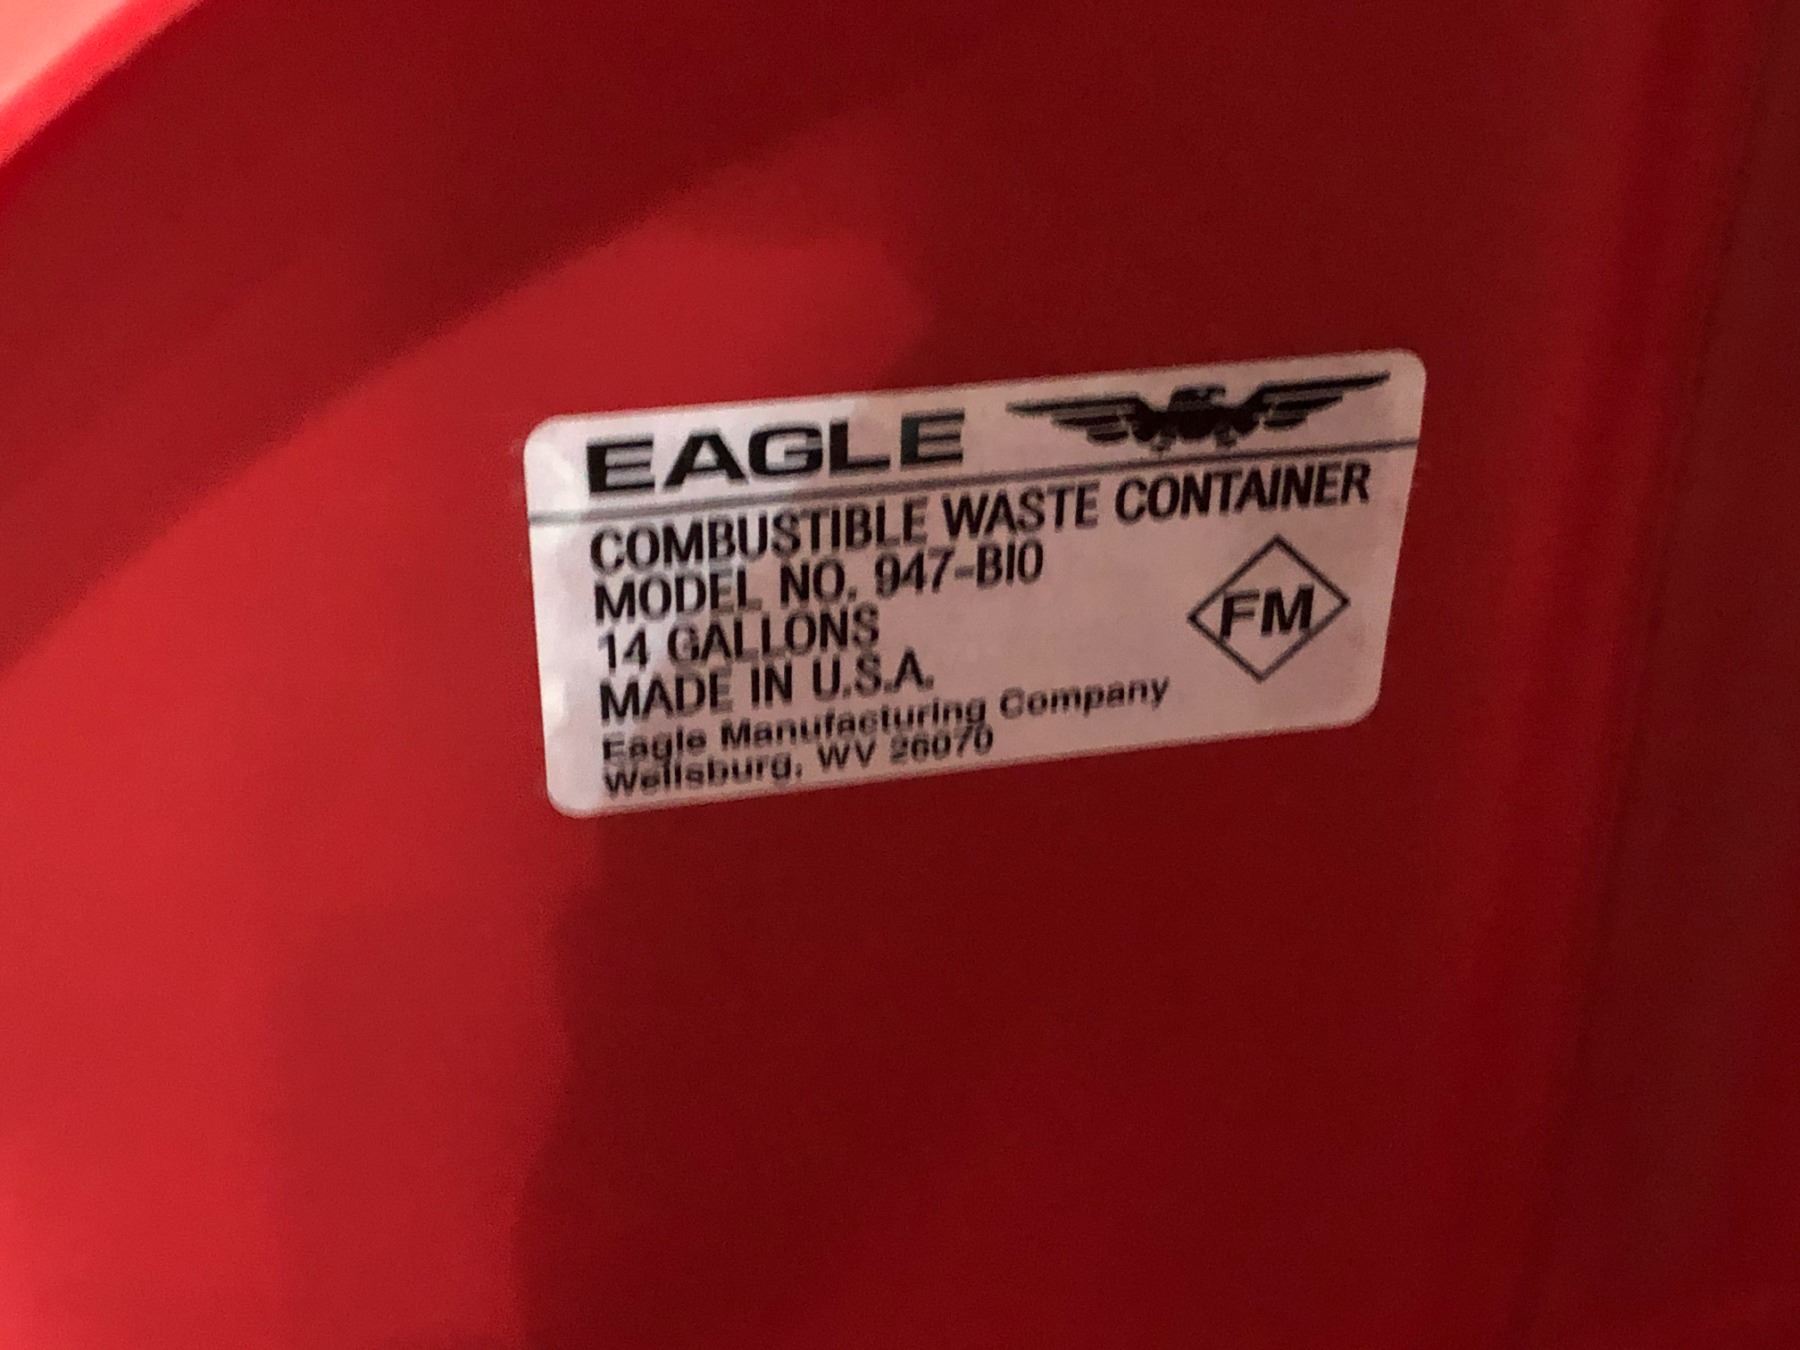 EAGLE
COMBUSTIBLE WASTE CONTAINER
MODEL NO. 947-BIO
14 GALLONS
MADE IN U.S.A.
FM
Eagle Manufacturing Company
Wellsburg, WV 26070